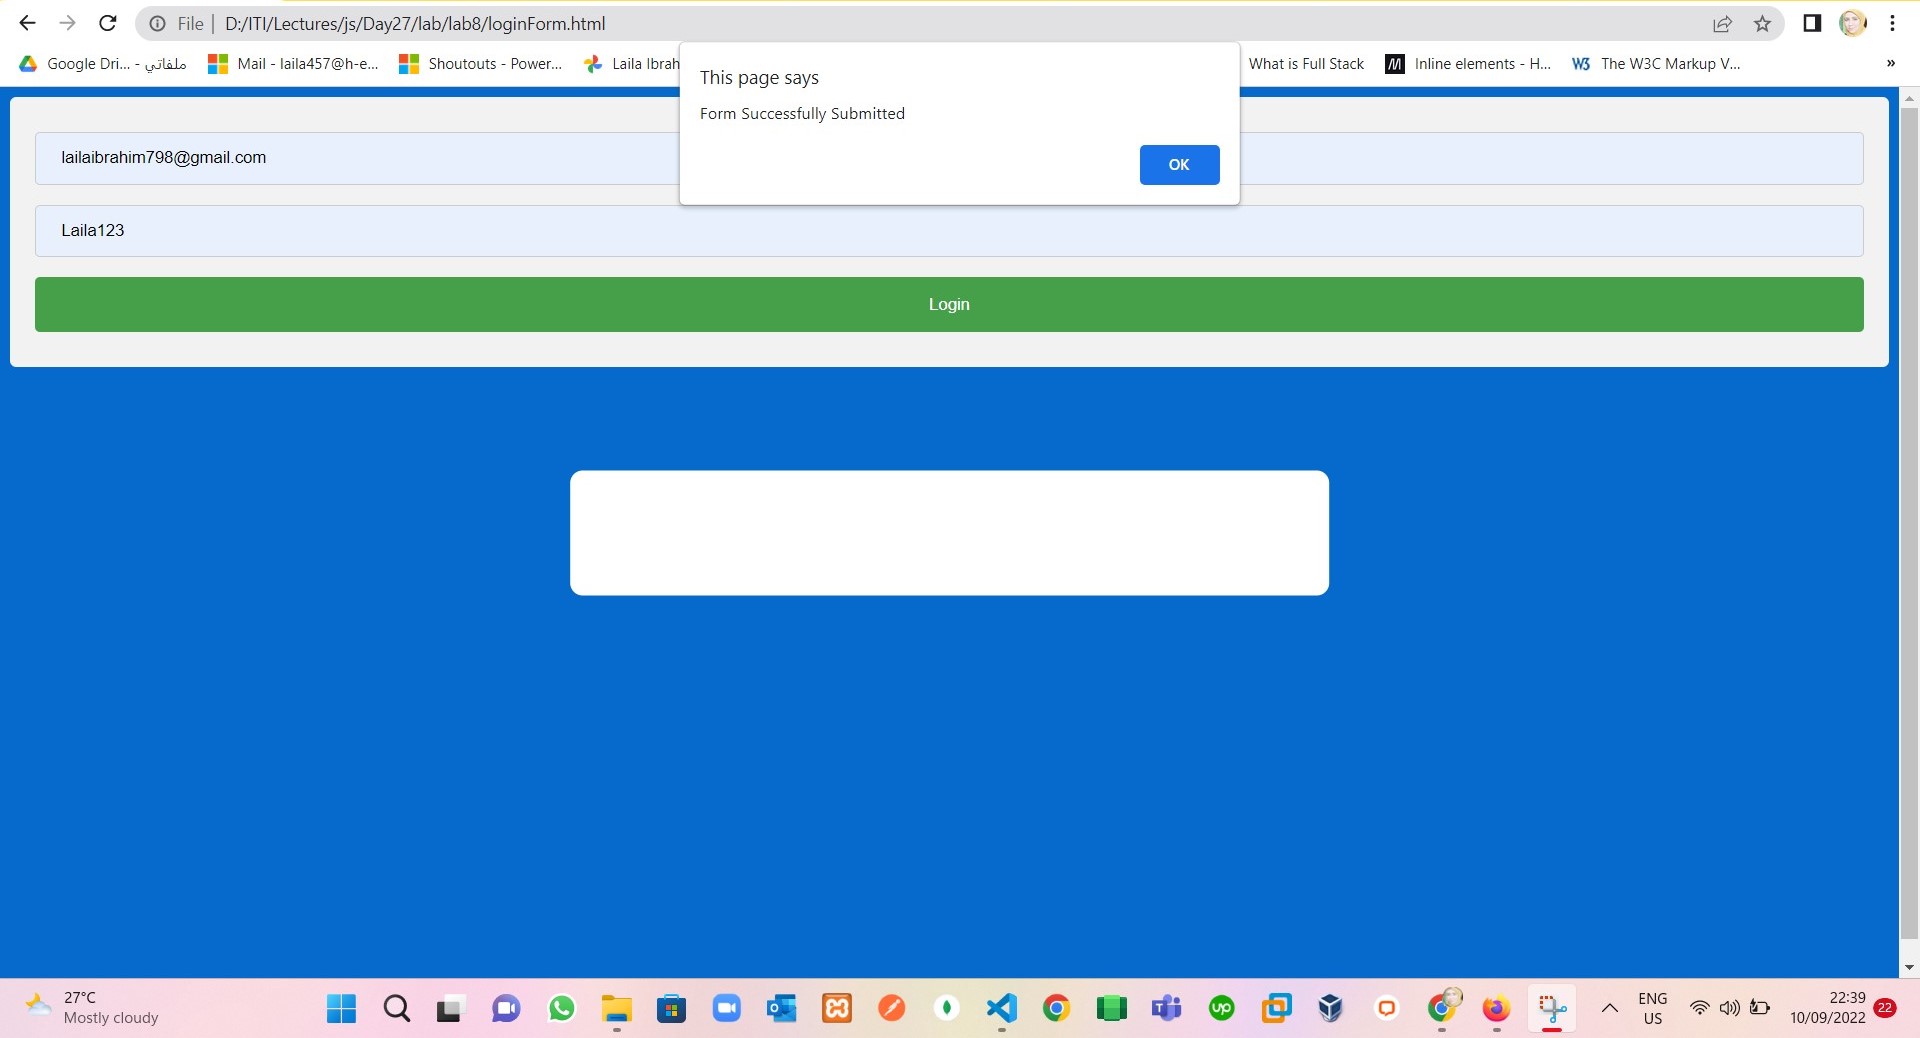 File | D:/ITI/Lectures/js/Day27/lab/lab8/loginForm.html
Google Dri... - ملفاتي
Mail - laila457@h-e...
Shoutouts - Power...
Laila Ibrah
What is Full Stack
Inline elements - H...
The W3C Markup V...
»
This page says
Form Successfully Submitted
OK
lailaibrahim798@gmail.com
Laila123
Login
27°C
Mostly cloudy
ENG
US
22:39
10/09/2022
22